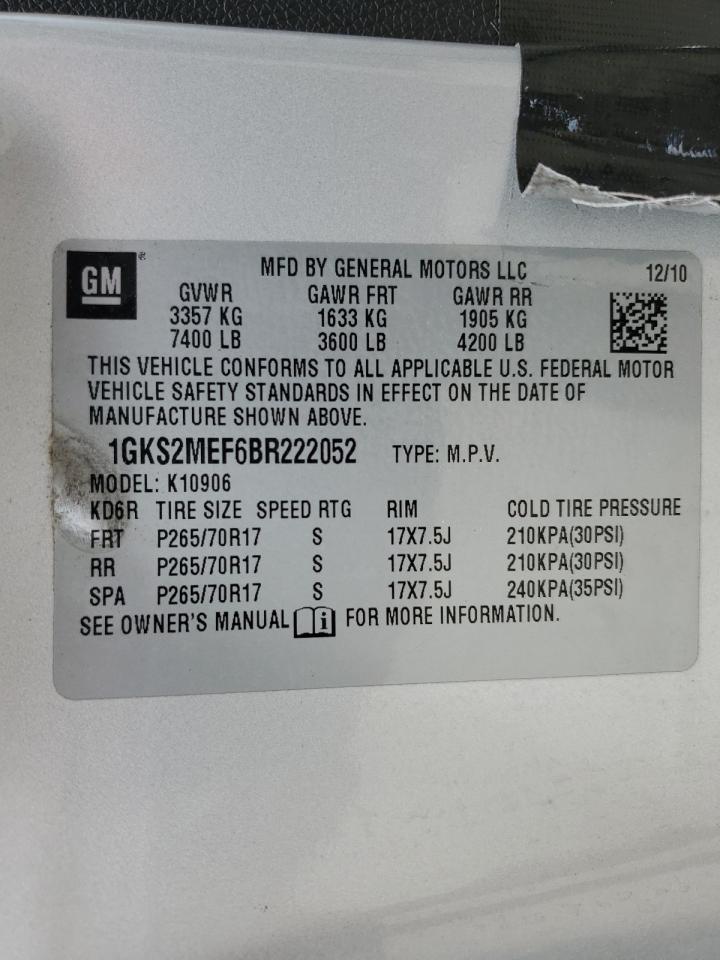 GM ®
MFD BY GENERAL MOTORS LLC 12/10
GVWR GAWR FRT GAWR RR
3357 KG 1633 KG 1905 KG
7400 LB 3600 LB 4200 LB
THIS VEHICLE CONFORMS TO ALL APPLICABLE U.S. FEDERAL MOTOR
VEHICLE SAFETY STANDARDS IN EFFECT ON THE DATE OF
MANUFACTURE SHOWN ABOVE.
1GKS2MEF6BR222052 TYPE: M.P.V.
MODEL: K10906
KD6R TIRE SIZE SPEED RTG RIM COLD TIRE PRESSURE
FRT P265/70R17 S 17X7.5J 210KPA(30PSI)
RR P265/70R17 S 17X7.5J 210KPA(30PSI)
SPA P265/70R17 S 17X7.5J 240KPA(35PSI)
SEE OWNER'S MANUAL i FOR MORE INFORMATION.